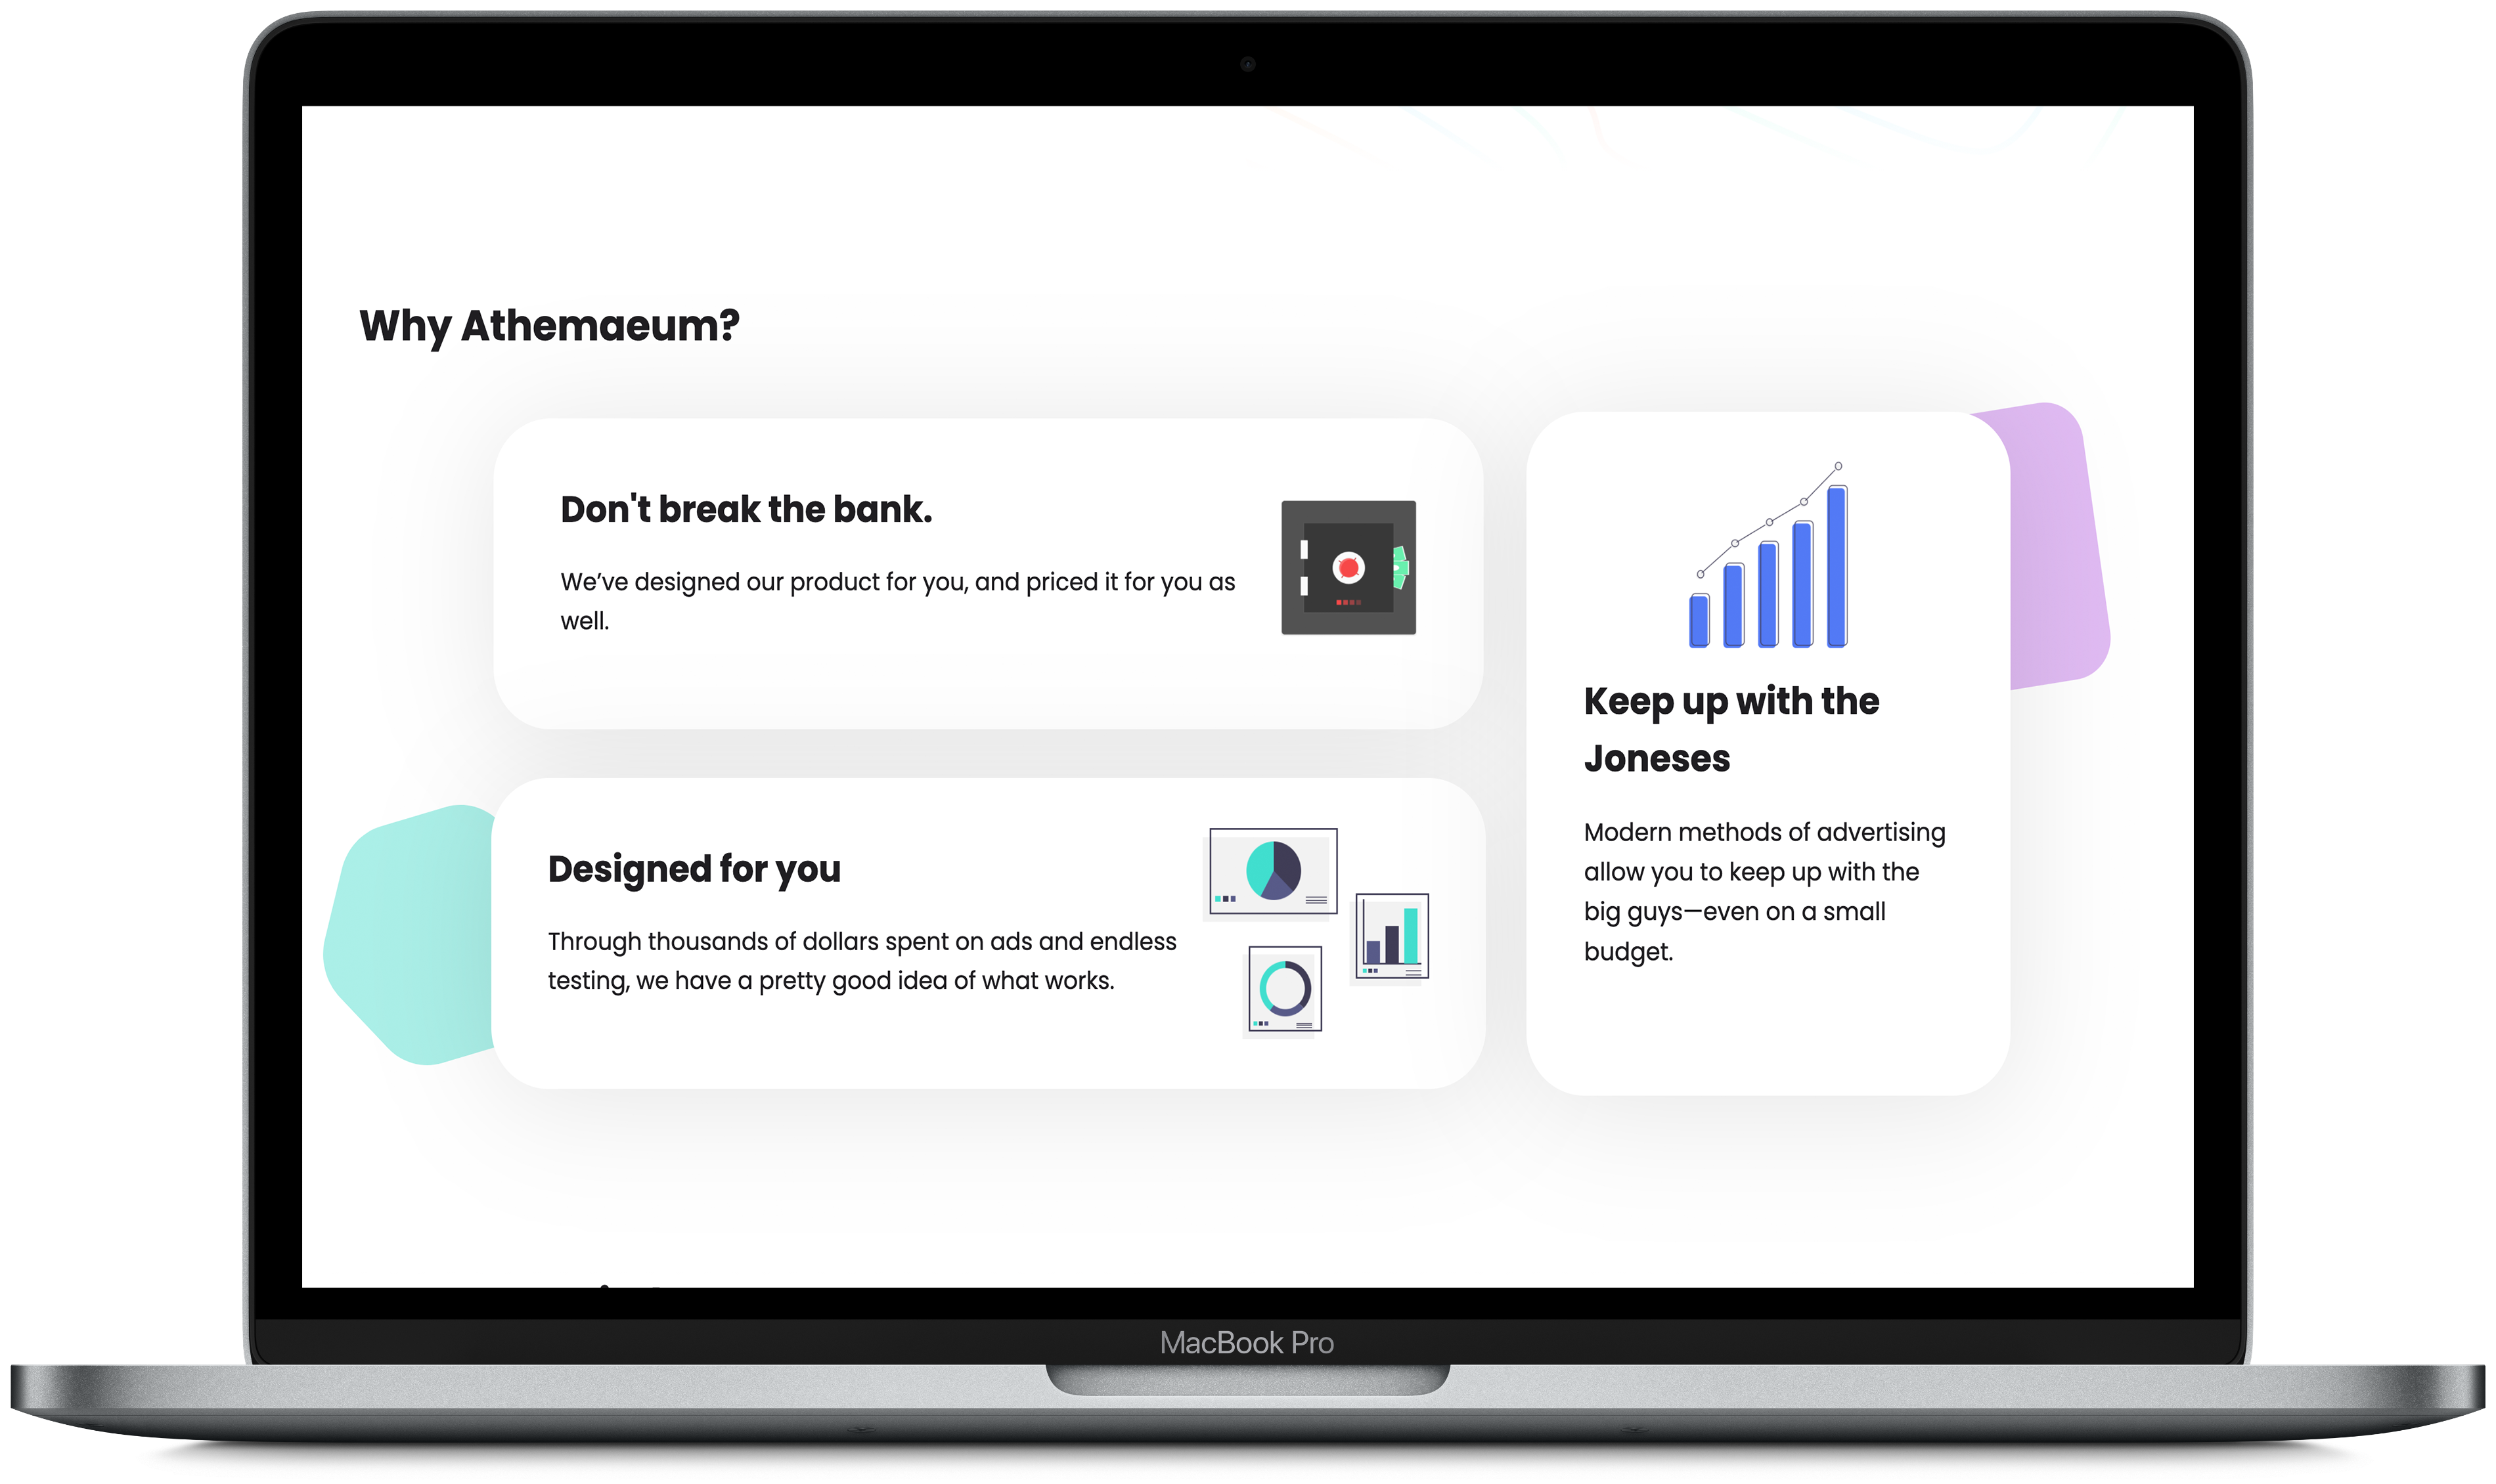 Why Athemaeum?
Don't break the bank.
We’ve designed our product for you, and priced it for you as
well.
Designed for you
Through thousands of dollars spent on ads and endless
testing, we have a pretty good idea of what works.
Keep up with the
Joneses
Modern methods of advertising
allow you to keep up with the
big guys—even on a small
budget.
MacBook Pro